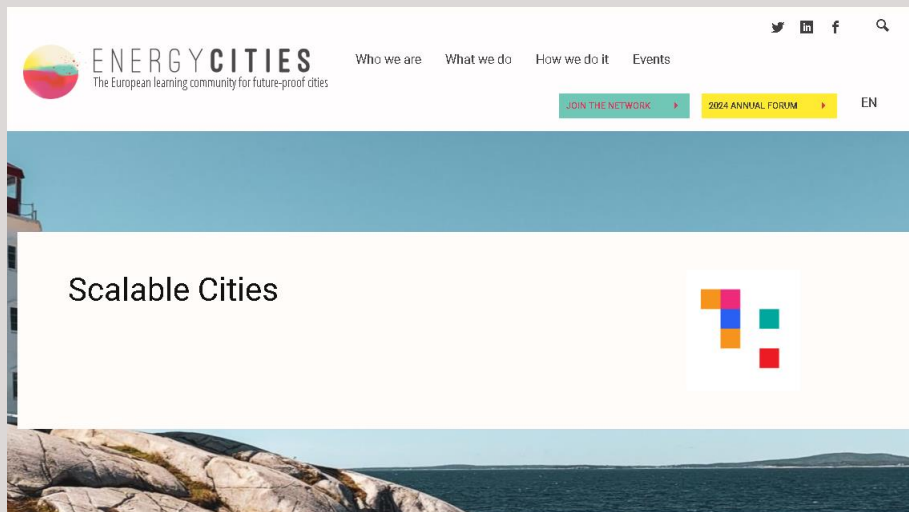 ENERGYCITIES
The European learning community for future-proof cities
Who we are
What we do
How we do it
Events
JOIN THE NETWORK
2024 ANNUAL FORUM
EN
Scalable Cities